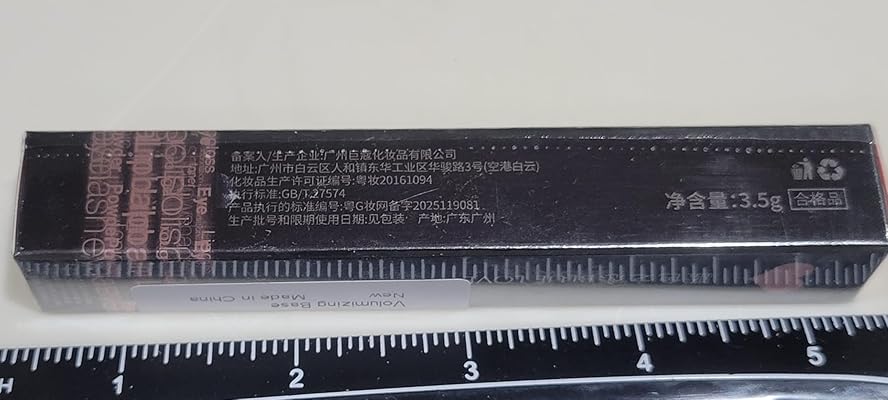 备案人/生产企业:广州巨蔻化妆品有限公司
地址:广州市白云区人和镇东华工业区华骏路3号(空港白云)
化妆品生产许可证编号:粤妆20161094
执行标准:GB/T 27574
产品执行的标准编号:粤G妆网备字2025119081
生产批号和限期使用日期:见包装 产地:广东广州
净含量:3.5g
合格品
Eye
Powder
Volumizing Base
New
Made in China
1 2 3 4 5